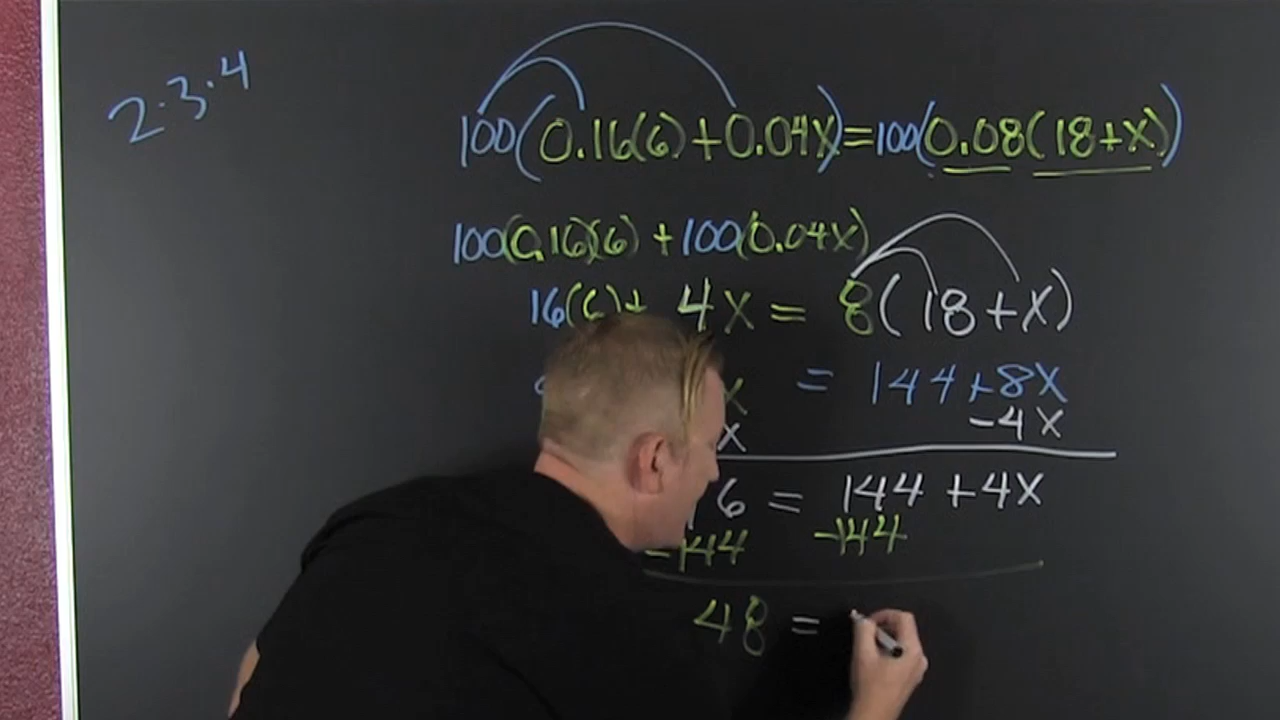 2·3·4
100(0.16(6)+0.04X)=100(0.08(18+X))
100(0.16)(6) + 100(0.04X)
16(6)+ 4X = 8(18+X)
X = 144+8X
X -4X
6 = 144 +4X
-144 -144
48 =